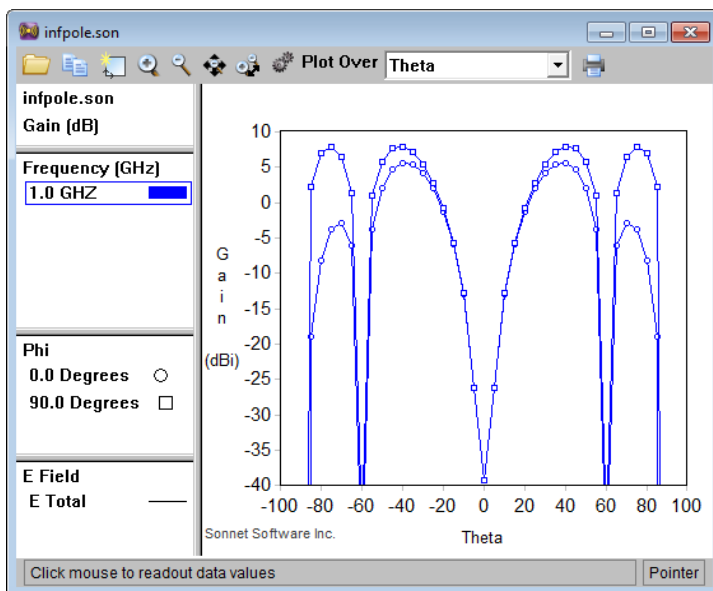 infpole.son
Plot Over Theta
infpole.son
Gain (dB)
Frequency (GHz)
1.0 GHZ
Phi
0.0 Degrees
90.0 Degrees
E Field
E Total
10
5
0
-5
-10
-15
-20
-25
-30
-35
-40
Gain
(dBi)
-100 -80 -60 -40 -20 0 20 40 60 80 100
Sonnet Software Inc.
Theta
Click mouse to readout data values
Pointer